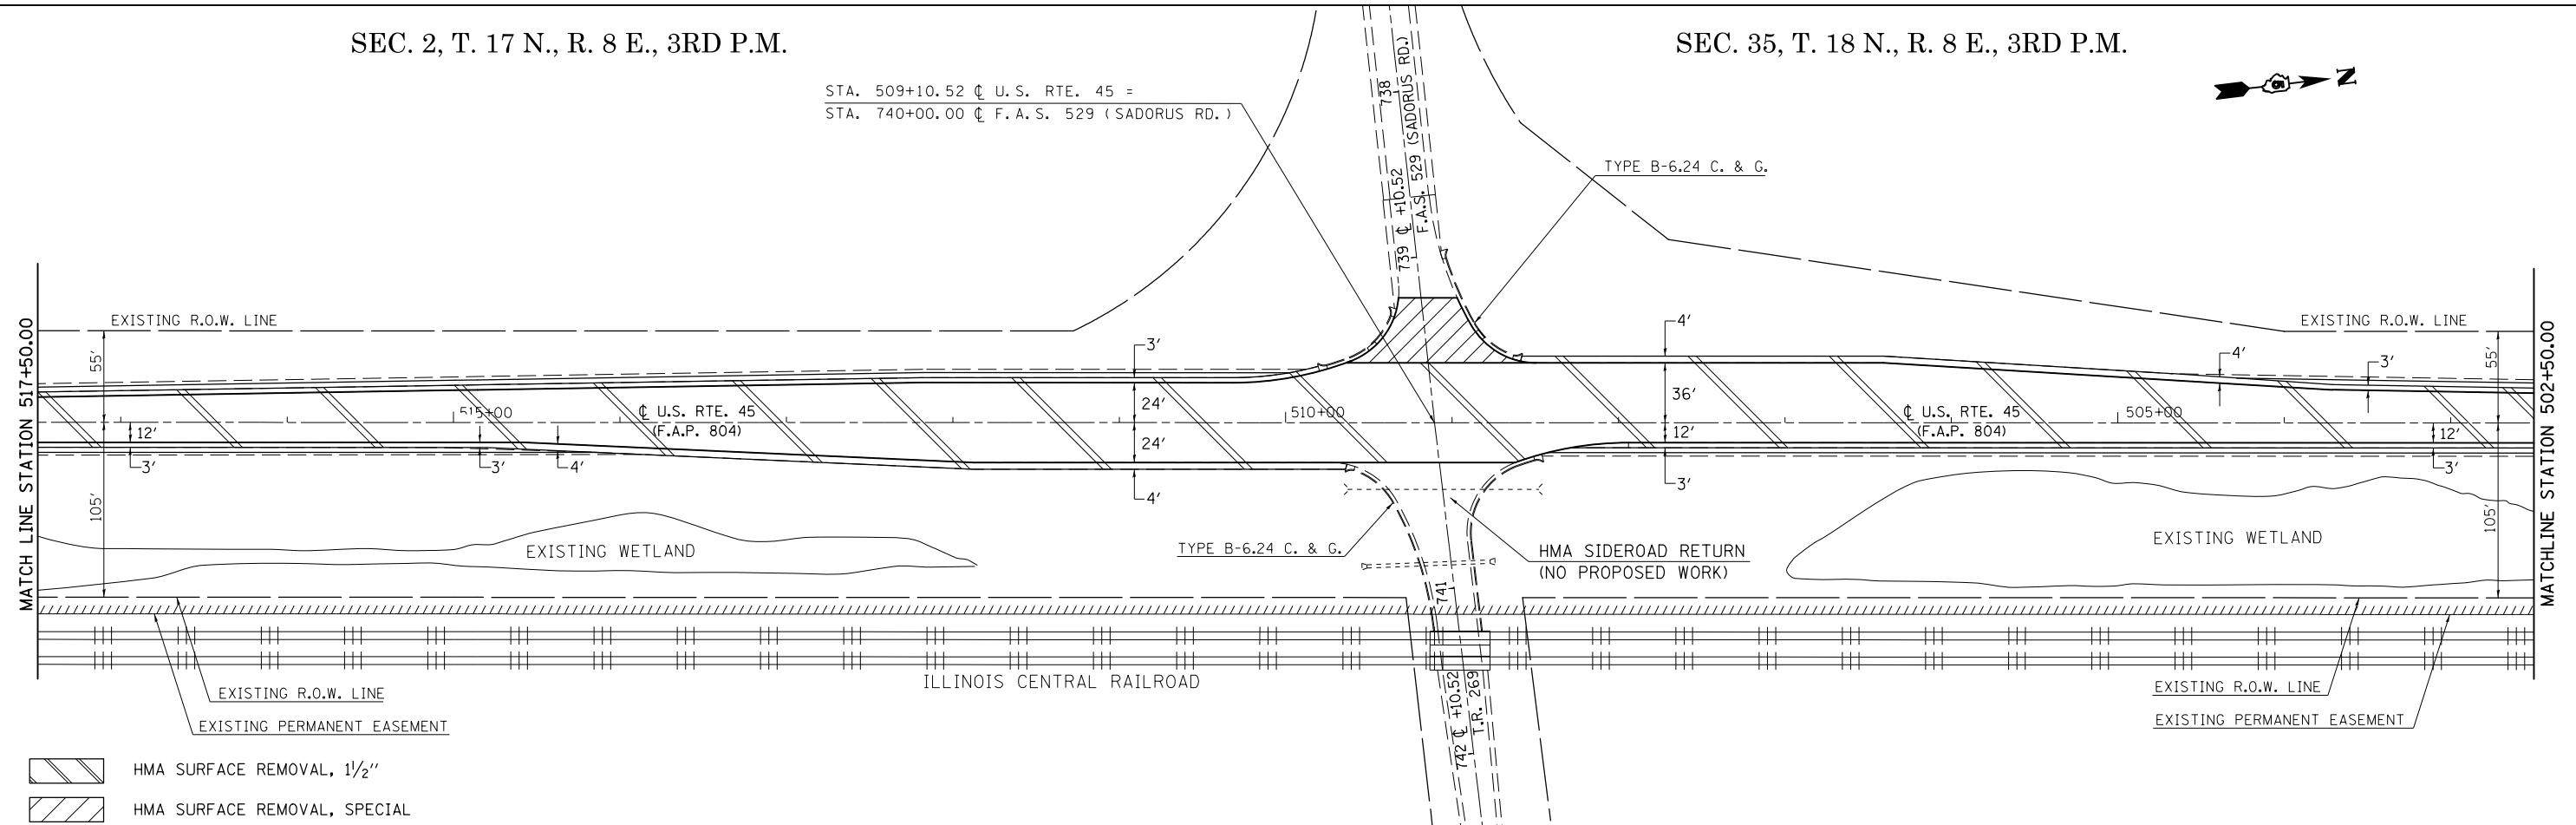 SEC. 2, T. 17 N., R. 8 E., 3RD P.M.
SEC. 35, T. 18 N., R. 8 E., 3RD P.M.
N
STA. 509+10.52 ℄ U.S. RTE. 45 =
STA. 740+00.00 ℄ F.A.S. 529 (SADORUS RD.)
738
F.A.S. 529 (SADORUS RD.)
739 ℄ +10.52
TYPE B-6.24 C. & G.
MATCH LINE STATION 517+50.00
EXISTING R.O.W. LINE
55'
105'
12'
3'
515+00
3'
4'
℄ U.S. RTE. 45
(F.A.P. 804)
3'
24'
24'
4'
510+00
4'
36'
12'
3'
℄ U.S. RTE. 45
(F.A.P. 804)
505+00
4'
3'
EXISTING R.O.W. LINE
55'
12'
3'
105'
MATCHLINE STATION 502+50.00
EXISTING WETLAND
TYPE B-6.24 C. & G.
HMA SIDEROAD RETURN
(NO PROPOSED WORK)
EXISTING WETLAND
741
ILLINOIS CENTRAL RAILROAD
742 ℄ +10.52
T.R. 269
EXISTING R.O.W. LINE
EXISTING PERMANENT EASEMENT
EXISTING R.O.W. LINE
EXISTING PERMANENT EASEMENT
HMA SURFACE REMOVAL, 1½"
HMA SURFACE REMOVAL, SPECIAL